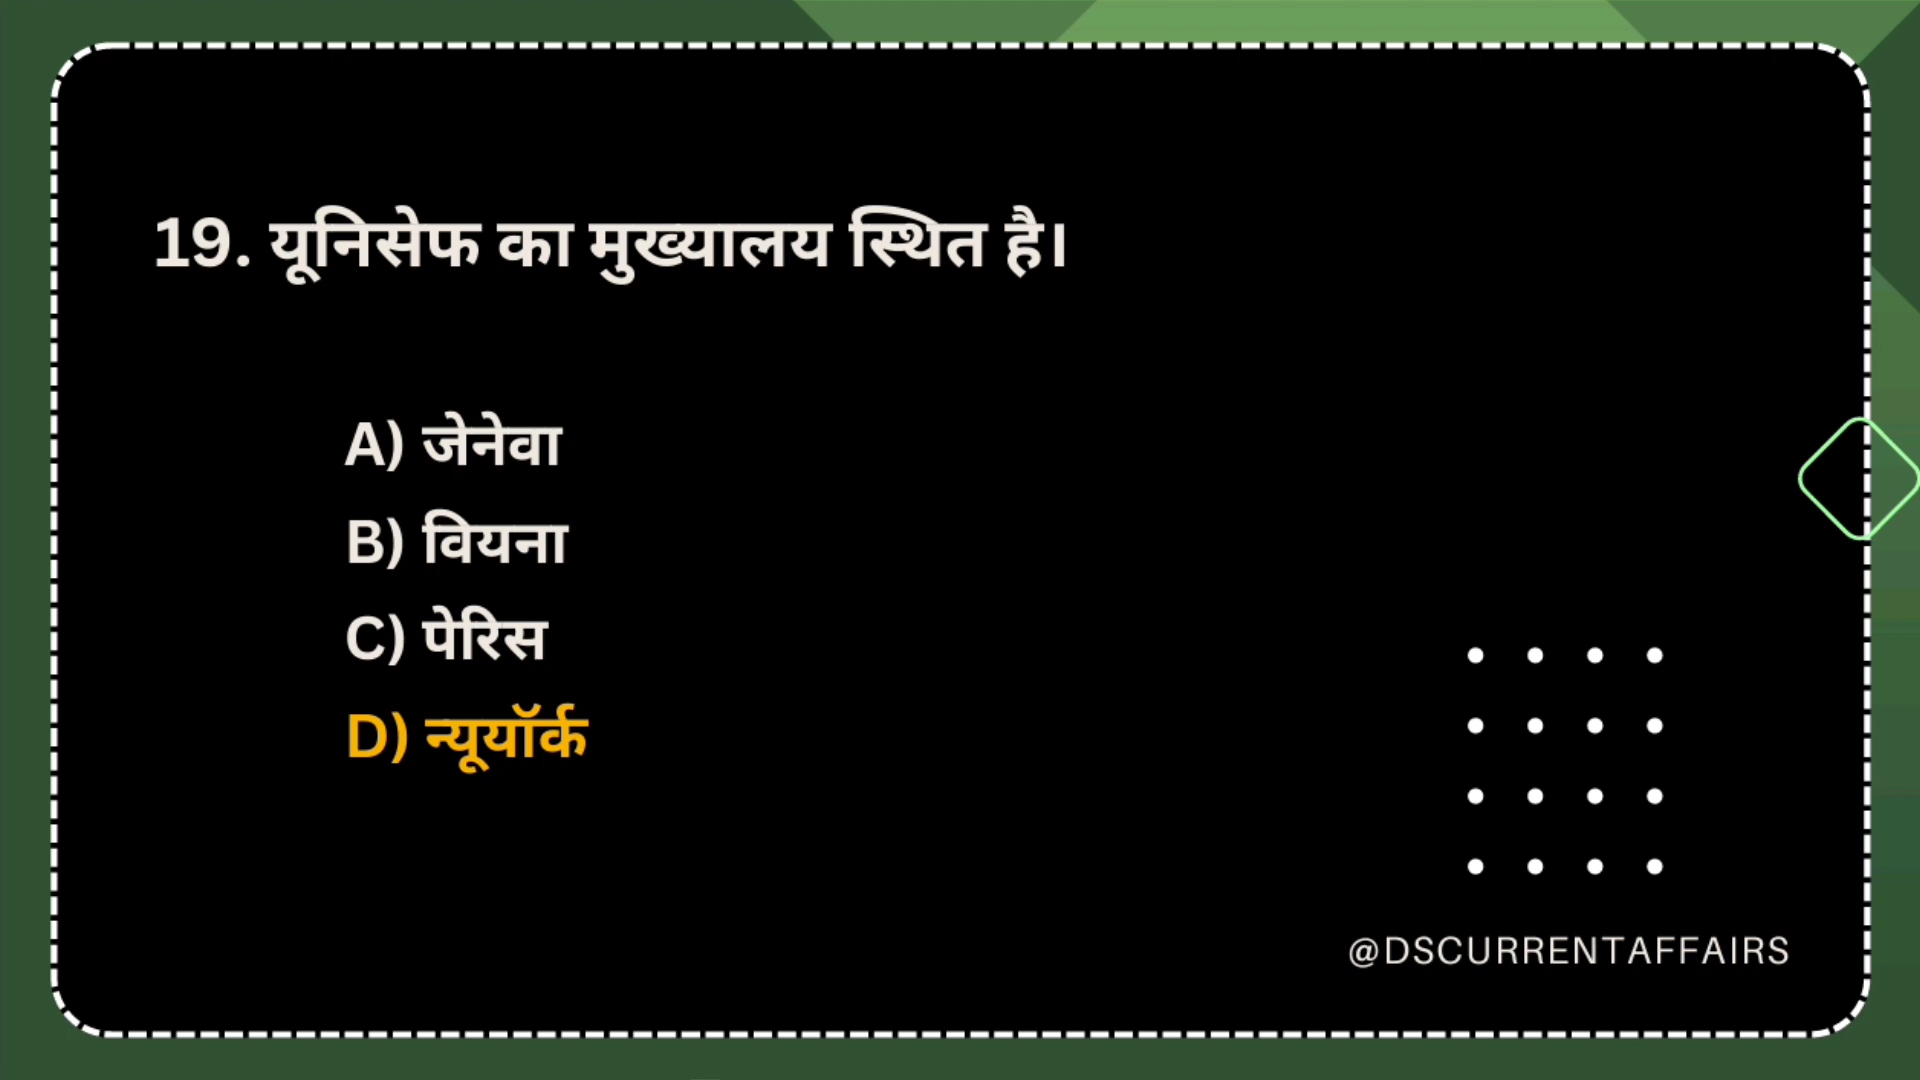 19. यूनिसेफ का मुख्यालय स्थित है।
A) जेनेवा
B) वियना
C) पेरिस
D) न्यूयॉर्क
@DSCURRENTAFFAIRS